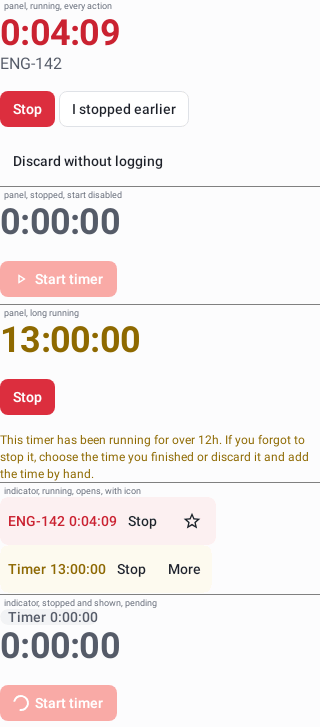 panel, running, every action
0:04:09
ENG-142
Stop
I stopped earlier
Discard without logging
panel, stopped, start disabled
0:00:00
Start timer
panel, long running
13:00:00
Stop
This timer has been running for over 12h. If you forgot to
stop it, choose the time you finished or discard it and add
the time by hand.
indicator, running, opens, with icon
ENG-142 0:04:09 Stop
Timer 13:00:00 Stop More
indicator, stopped and shown, pending
Timer 0:00:00
0:00:00
Start timer